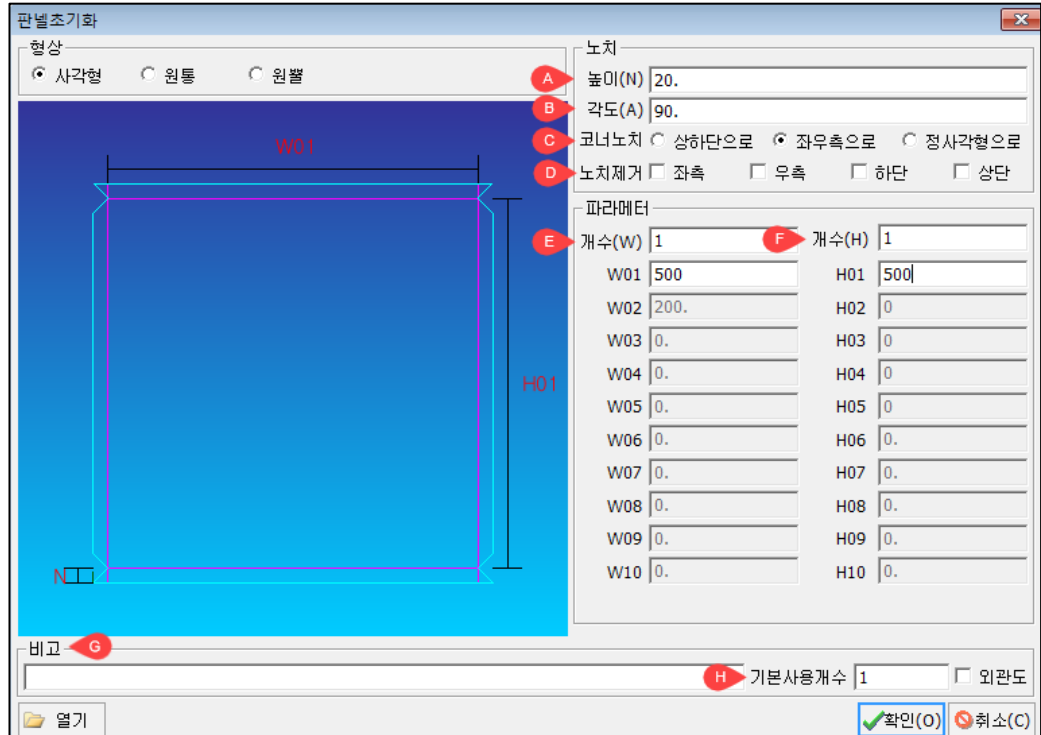 판넬초기화
형상
사각형 원통 원뿔
W01
H01
N
노치
A 높이(N) 20.
B 각도(A) 90.
C 코너노치 상하단으로 좌우측으로 정사각형으로
D 노치제거 좌측 우측 하단 상단
파라메터
E 개수(W) 1 F 개수(H) 1
W01 500 H01 500
W02 200. H02 0
W03 0. H03 0
W04 0. H04 0
W05 0. H05 0
W06 0. H06 0.
W07 0. H07 0.
W08 0. H08 0.
W09 0. H09 0.
W10 0. H10 0.
비고 G
H 기본사용개수 1 외관도
열기 확인(O) 취소(C)